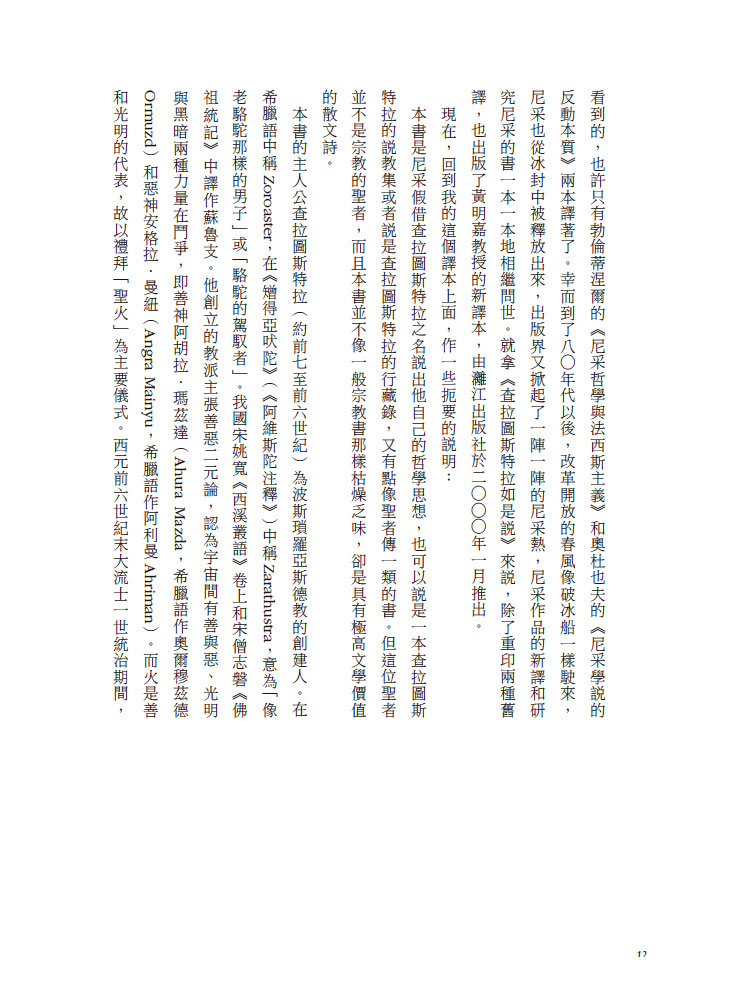 看到的，也許只有勃倫蒂涅爾的《尼采哲學與法西斯主義》和奧杜也夫的《尼采學説的
反動本質》兩本譯著了。幸而到了八〇年代以後，改革開放的春風像破冰船一樣駛來，
尼采也從冰封中被釋放出來，出版界又掀起了一陣一陣的尼采熱，尼采作品的新譯和研
究尼采的書一本一本地相繼問世。就拿《查拉圖斯特拉如是説》來説，除了重印兩種舊
譯，也出版了黃明嘉教授的新譯本，由灕江出版社於二〇〇〇年一月推出。
現在，回到我的這個譯本上面，作一些扼要的説明：
本書是尼采假借查拉圖斯特拉之名説出他自己的哲學思想，也可以説是一本查拉圖斯
特拉的説教集或者説是查拉圖斯特拉的行藏錄，又有點像聖者傳一類的書。但這位聖者
並不是宗教的聖者，而且本書並不像一般宗教書那樣枯燥乏味，卻是具有極高文學價值
的散文詩。
本書的主人公查拉圖斯特拉（約前七至前六世紀）為波斯瑣羅亞斯德教的創建人。在
希臘語中稱 Zoroaster，在《矰得亞吠陀》（《阿維斯陀注釋》）中稱 Zarathustra，意為「像
老駱駝那樣的男子」或「駱駝的駕馭者」。我國宋姚寬《西溪叢語》卷上和宋僧志磐《佛
祖統記》中譯作蘇魯支。他創立的教派主張善惡二元論，認為宇宙間有善與惡、光明
與黑暗兩種力量在鬥爭，即善神阿胡拉．瑪茲達（Ahura Mazda，希臘語作奧爾穆茲德
Ormuzd）和惡神安格拉．曼紐（Angra Mainyu，希臘語作阿利曼 Ahriman）。而火是善
和光明的代表，故以禮拜「聖火」為主要儀式。西元前六世紀末大流士一世統治期間，